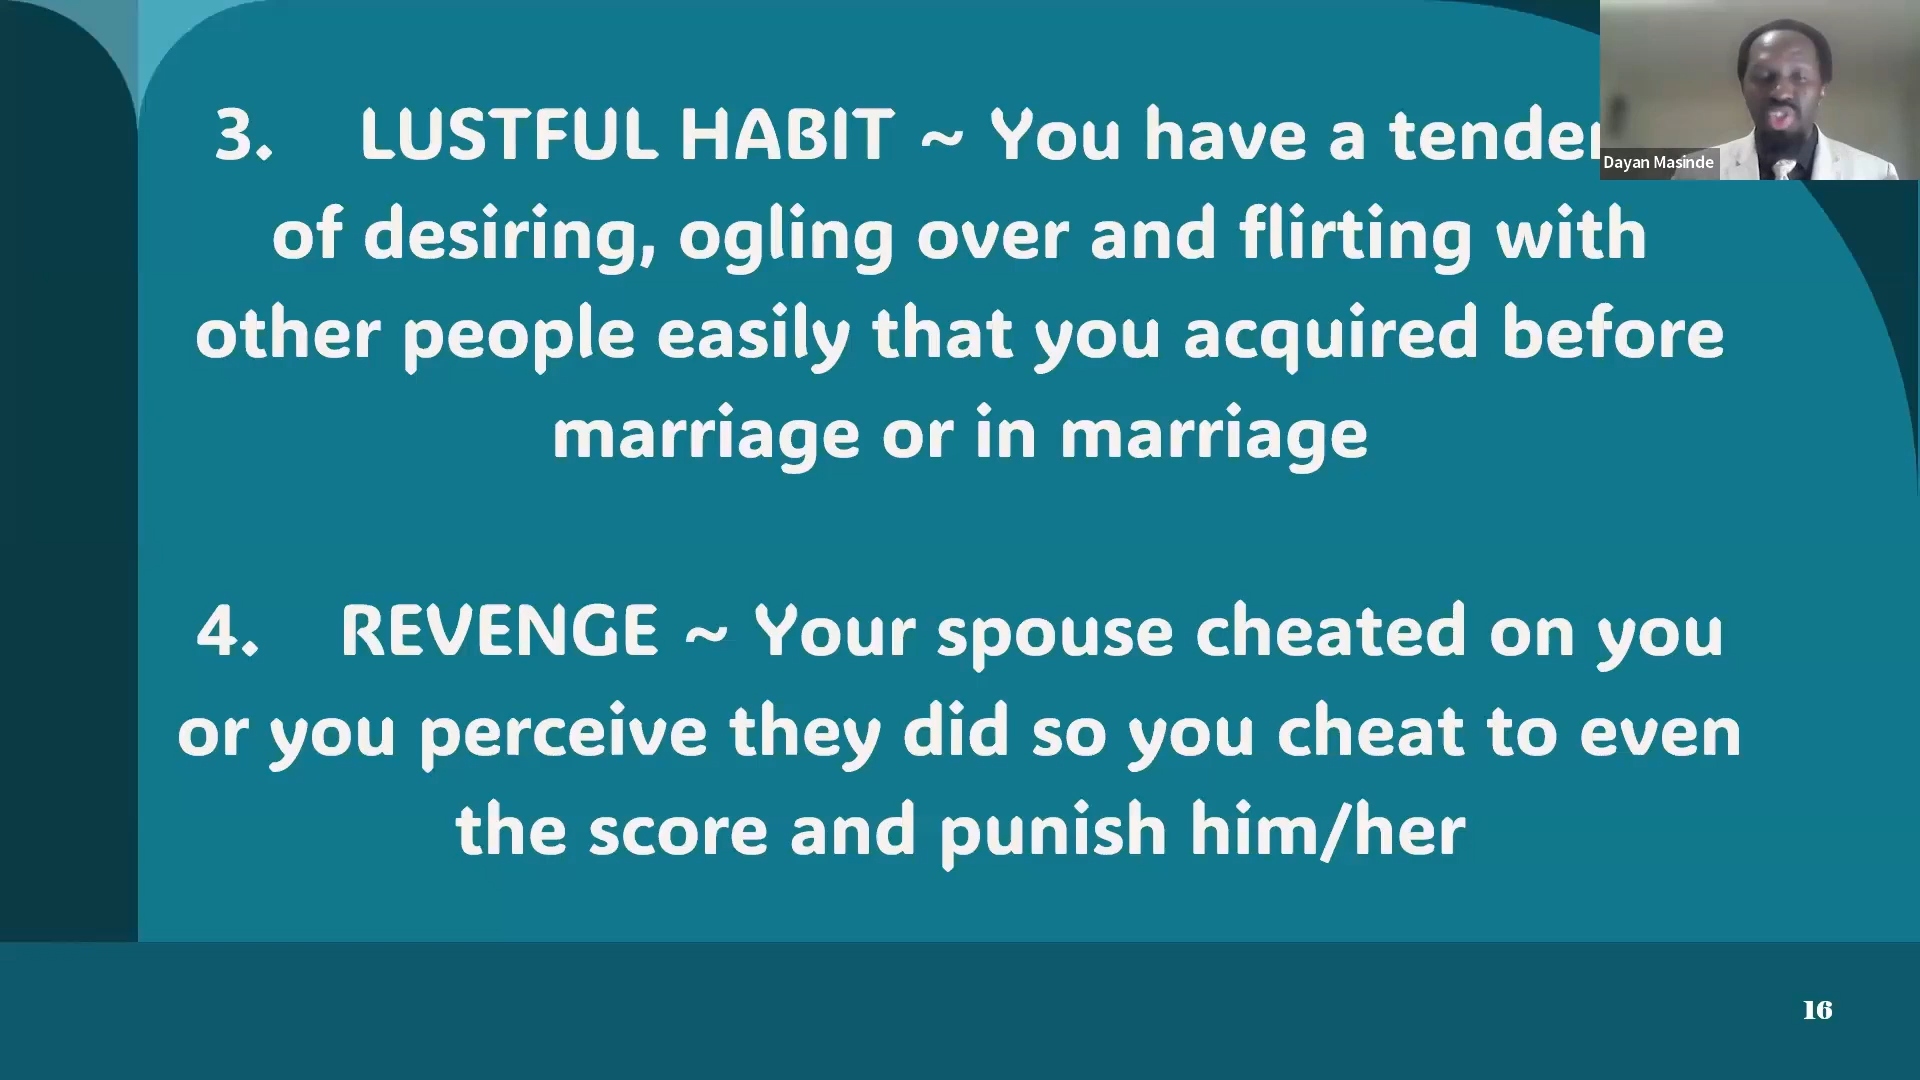 3. LUSTFUL HABIT ~ You have a
of desiring, ogling over and flirting with
other people easily that you acquired before
marriage or in marriage
4. REVENGE ~ Your spouse cheated on you
or you perceive they did so you cheat to even
the score and punish him/her
Dayan Masinde
16